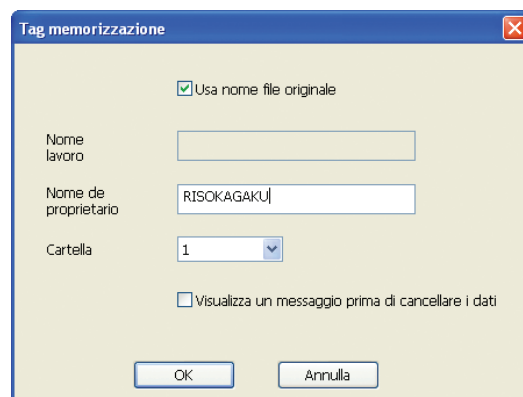 Tag memorizzazione
Usa nome file originale
Nome
lavoro
Nome de
proprietario
RISOKAGAKU
Cartella
1
Visualizza un messaggio prima di cancellare i dati
OK
Annulla